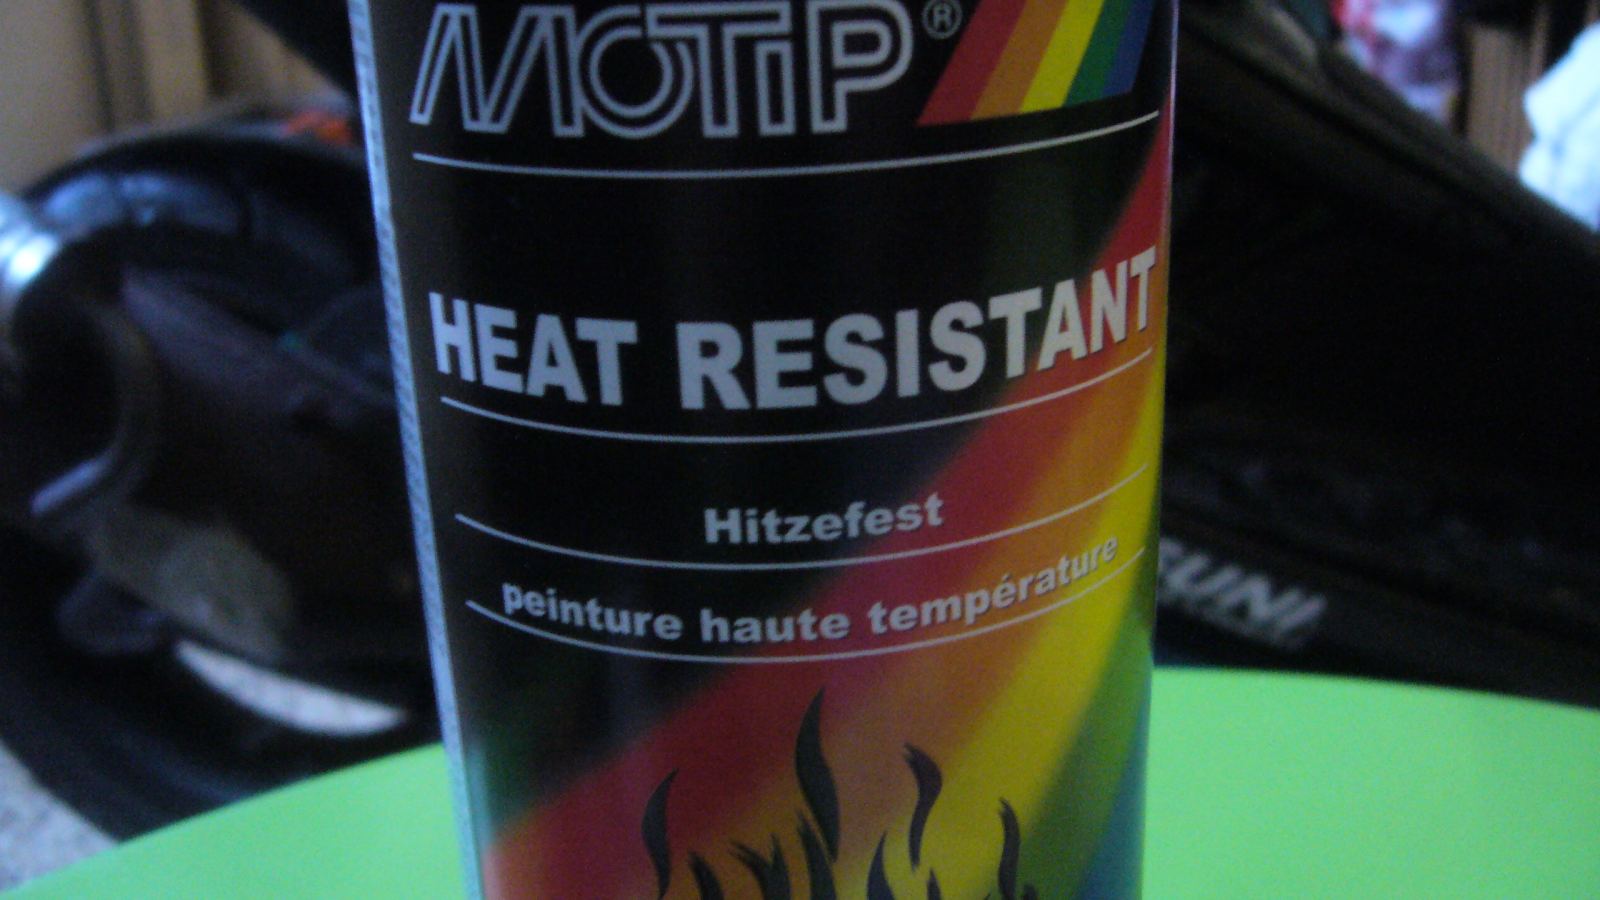 MOTIP®
HEAT RESISTANT
Hitzefest
peinture haute température